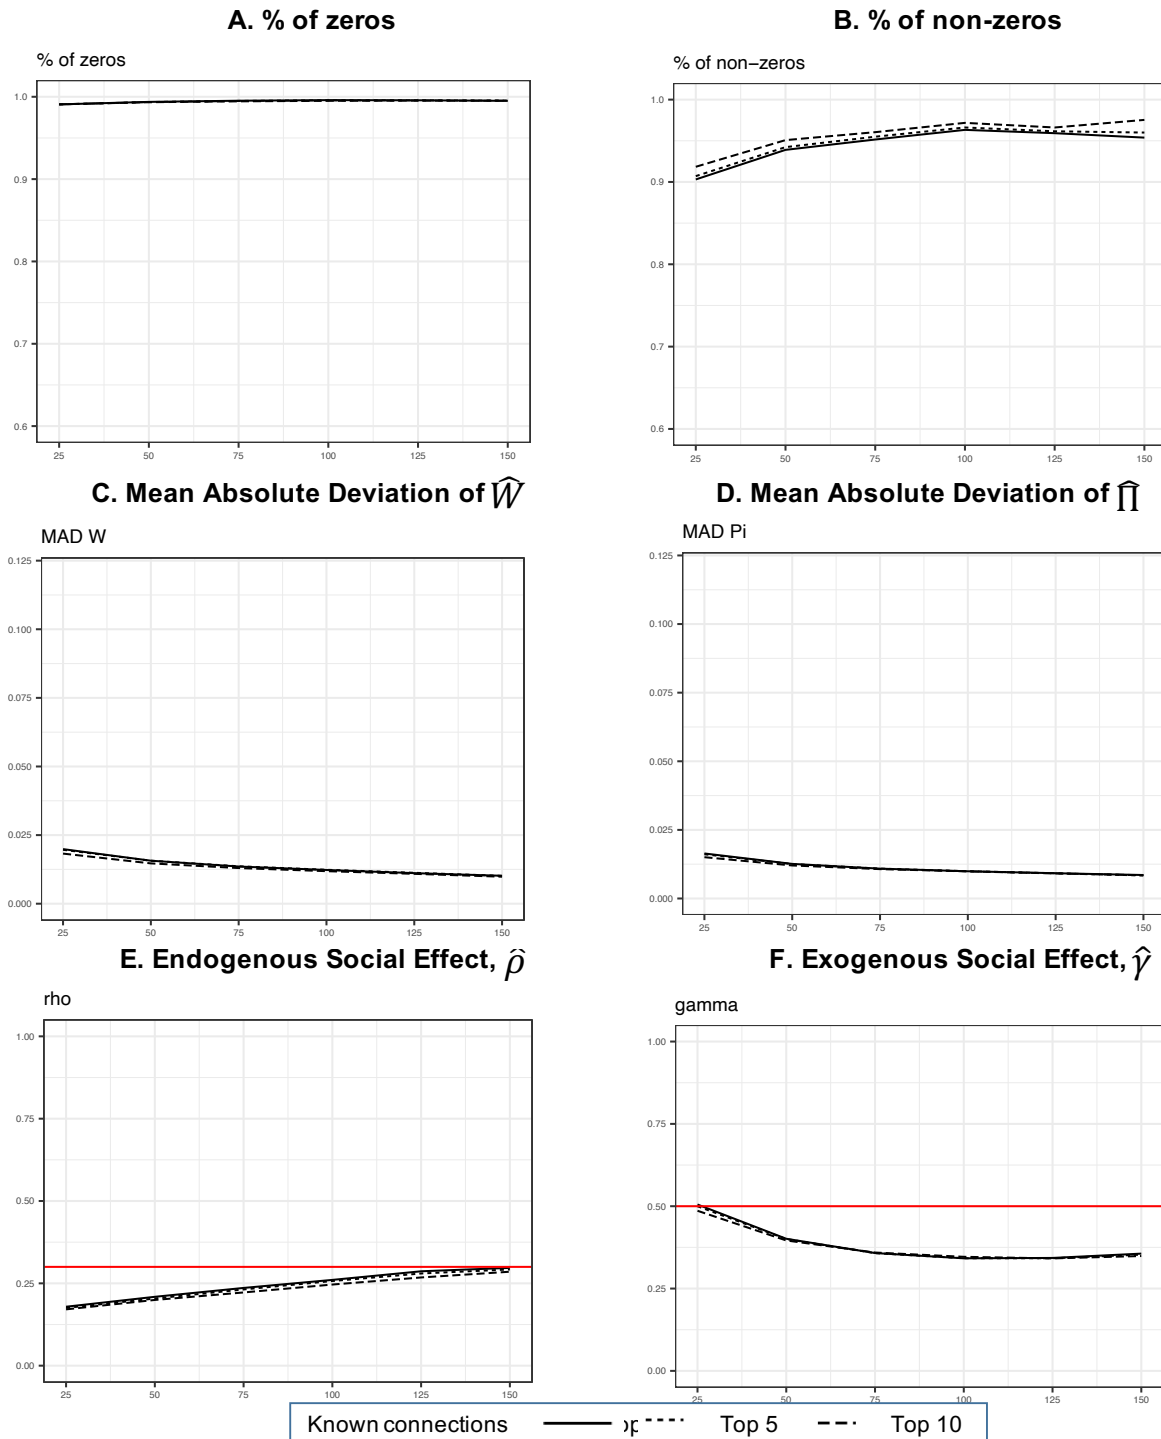 A. % of zeros
% of zeros
1.0
0.9
0.8
0.7
0.6
25 50 75 100 125 150
B. % of non-zeros
% of non−zeros
1.0
0.9
0.8
0.7
0.6
25 50 75 100 125 150
C. Mean Absolute Deviation of Ŵ
MAD W
0.125
0.100
0.075
0.050
0.025
0.000
25 50 75 100 125 150
D. Mean Absolute Deviation of Π̂
MAD Pi
0.125
0.100
0.075
0.050
0.025
0.000
25 50 75 100 125 150
E. Endogenous Social Effect, ρ̂
rho
1.00
0.75
0.50
0.25
0.00
25 50 75 100 125 150
F. Exogenous Social Effect, γ̂
gamma
1.00
0.75
0.50
0.25
0.00
25 50 75 100 125 150
Known connections Top 5 Top 10